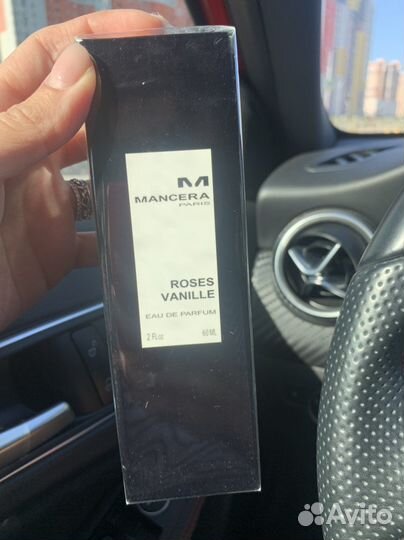 M
MANCERA
PARIS
ROSES
VANILLE
EAU DE PARFUM
2 Fl.oz 60 ML
Avito